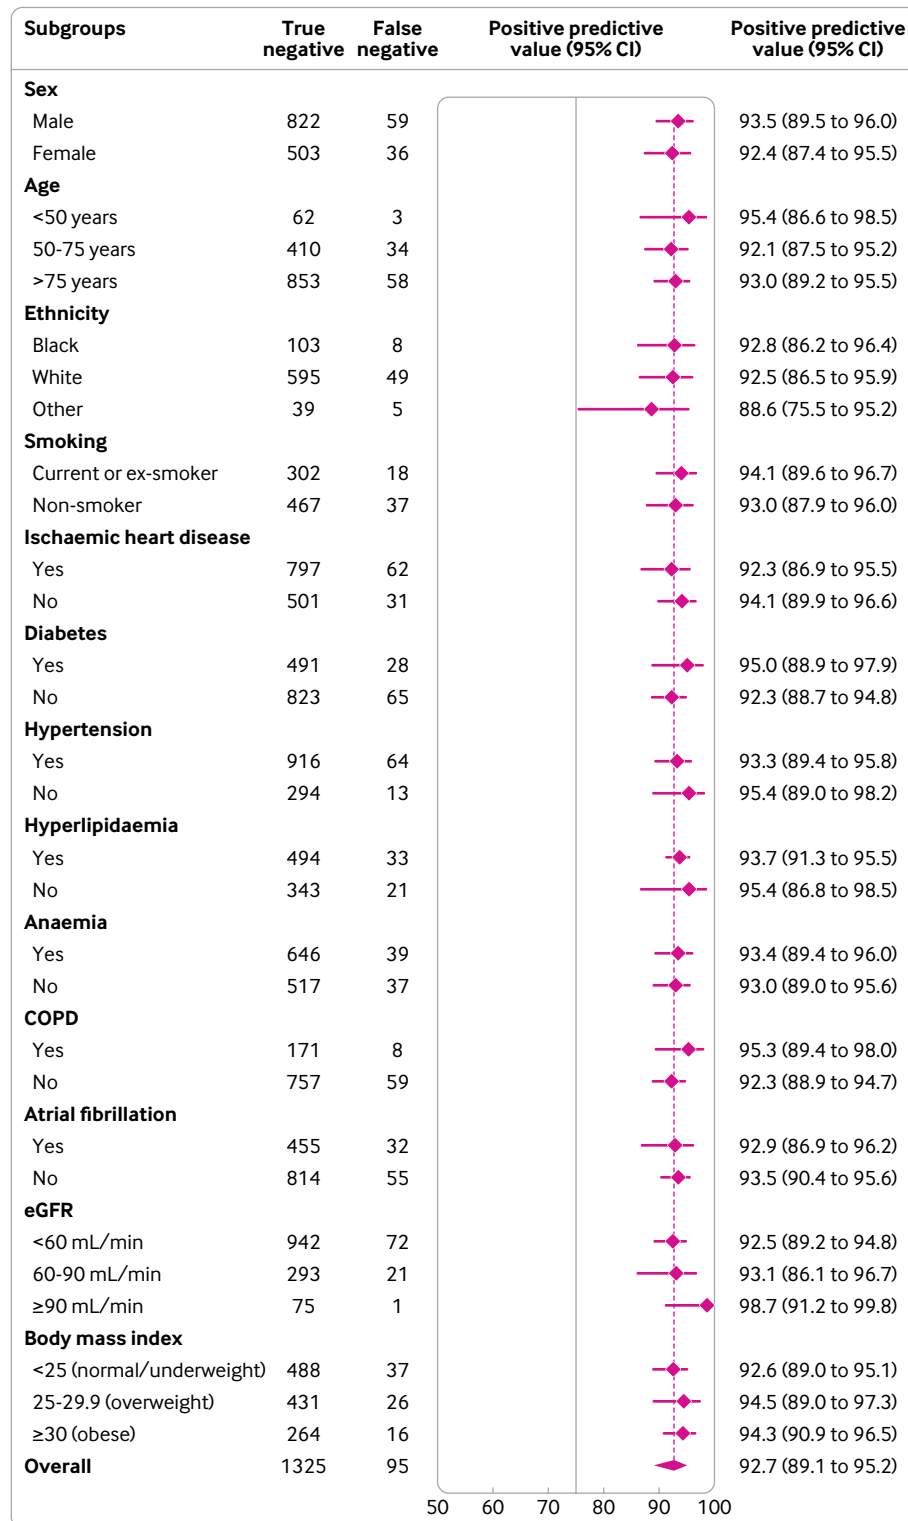 Subgroups True negative False negative Positive predictive value (95% CI) Positive predictive value (95% CI)
Sex
Male 822 59 93.5 (89.5 to 96.0)
Female 503 36 92.4 (87.4 to 95.5)
Age
<50 years 62 3 95.4 (86.6 to 98.5)
50-75 years 410 34 92.1 (87.5 to 95.2)
>75 years 853 58 93.0 (89.2 to 95.5)
Ethnicity
Black 103 8 92.8 (86.2 to 96.4)
White 595 49 92.5 (86.5 to 95.9)
Other 39 5 88.6 (75.5 to 95.2)
Smoking
Current or ex-smoker 302 18 94.1 (89.6 to 96.7)
Non-smoker 467 37 93.0 (87.9 to 96.0)
Ischaemic heart disease
Yes 797 62 92.3 (86.9 to 95.5)
No 501 31 94.1 (89.9 to 96.6)
Diabetes
Yes 491 28 95.0 (88.9 to 97.9)
No 823 65 92.3 (88.7 to 94.8)
Hypertension
Yes 916 64 93.3 (89.4 to 95.8)
No 294 13 95.4 (89.0 to 98.2)
Hyperlipidaemia
Yes 494 33 93.7 (91.3 to 95.5)
No 343 21 95.4 (86.8 to 98.5)
Anaemia
Yes 646 39 93.4 (89.4 to 96.0)
No 517 37 93.0 (89.0 to 95.6)
COPD
Yes 171 8 95.3 (89.4 to 98.0)
No 757 59 92.3 (88.9 to 94.7)
Atrial fibrillation
Yes 455 32 92.9 (86.9 to 96.2)
No 814 55 93.5 (90.4 to 95.6)
eGFR
<60 mL/min 942 72 92.5 (89.2 to 94.8)
60-90 mL/min 293 21 93.1 (86.1 to 96.7)
≥90 mL/min 75 1 98.7 (91.2 to 99.8)
Body mass index
<25 (normal/underweight) 488 37 92.6 (89.0 to 95.1)
25-29.9 (overweight) 431 26 94.5 (89.0 to 97.3)
≥30 (obese) 264 16 94.3 (90.9 to 96.5)
Overall 1325 95 92.7 (89.1 to 95.2)
50 60 70 80 90 100